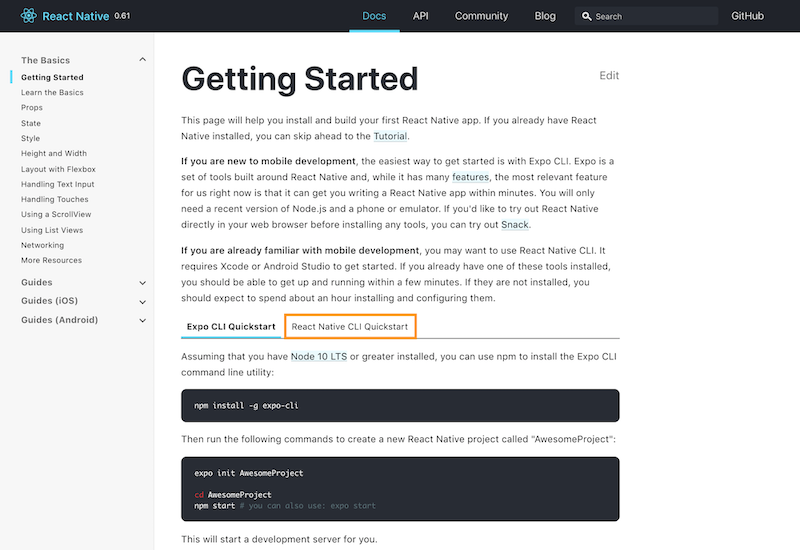 React Native 0.61
Docs
API
Community
Blog
Search
GitHub
The Basics
Getting Started
Learn the Basics
Props
State
Style
Height and Width
Layout with Flexbox
Handling Text Input
Handling Touches
Using a ScrollView
Using List Views
Networking
More Resources
Guides
Guides (iOS)
Guides (Android)
Getting Started
Edit
This page will help you install and build your first React Native app. If you already have React
Native installed, you can skip ahead to the Tutorial.
If you are new to mobile development, the easiest way to get started is with Expo CLI. Expo is a
set of tools built around React Native and, while it has many features, the most relevant feature
for us right now is that it can get you writing a React Native app within minutes. You will only
need a recent version of Node.js and a phone or emulator. If you'd like to try out React Native
directly in your web browser before installing any tools, you can try out Snack.
If you are already familiar with mobile development, you may want to use React Native CLI. It
requires Xcode or Android Studio to get started. If you already have one of these tools installed,
you should be able to get up and running within a few minutes. If they are not installed, you
should expect to spend about an hour installing and configuring them.
Expo CLI Quickstart
React Native CLI Quickstart
Assuming that you have Node 10 LTS or greater installed, you can use npm to install the Expo CLI
command line utility:
npm install -g expo-cli
Then run the following commands to create a new React Native project called "AwesomeProject":
expo init AwesomeProject
cd AwesomeProject
npm start # you can also use: expo start
This will start a development server for you.